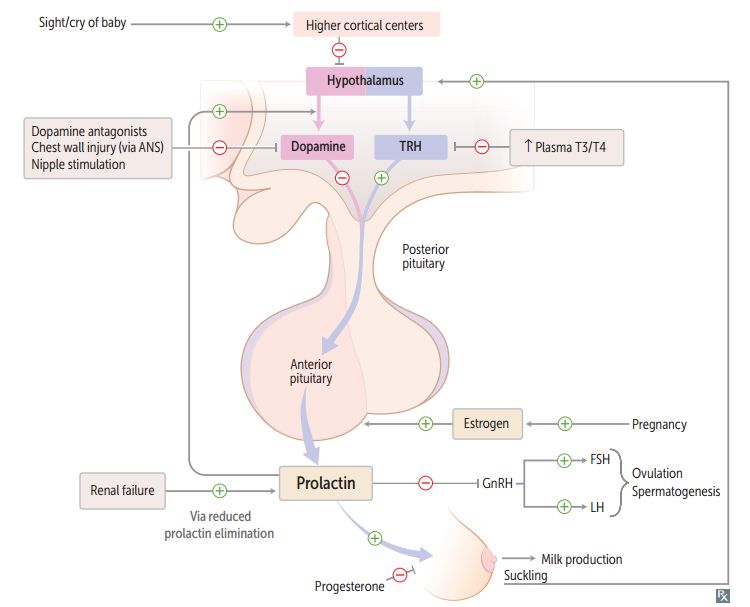 Sight/cry of baby
Higher cortical centers
Hypothalamus
Dopamine antagonists
Chest wall injury (via ANS)
Nipple stimulation
Dopamine
TRH
↑ Plasma T3/T4
Posterior
pituitary
Anterior
pituitary
Estrogen
Pregnancy
Renal failure
Prolactin
GnRH
FSH
LH
Ovulation
Spermatogenesis
Via reduced
prolactin elimination
Progesterone
Milk production
Suckling
Rx